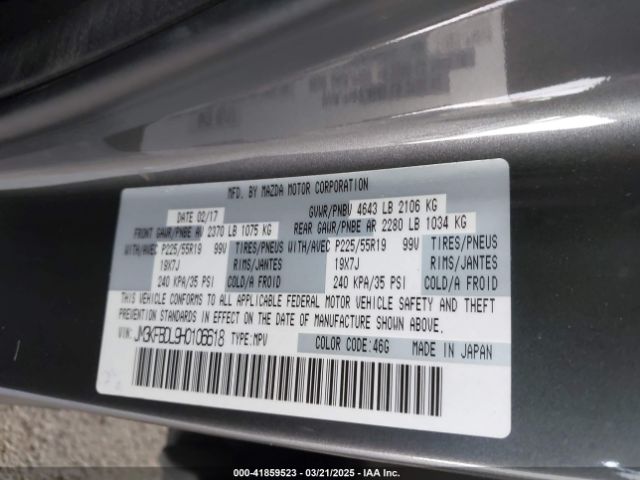 MFD. BY MAZDA MOTOR CORPORATION
DATE 02/17 GVWR/PNBV 4643 LB 2106 KG
FRONT GAWR/PNBE AV 2370 LB 1075 KG REAR GAWR/PNBE AR 2280 LB 1034 KG
WITH/AVEC P225/55R19 99V TIRES/PNEUS WITH/AVEC P225/55R19 99V TIRES/PNEUS
19X7J RIMS/JANTES 19X7J RIMS/JANTES
240 KPA/35 PSI COLD/A FROID 240 KPA/35 PSI COLD/A FROID
THIS VEHICLE CONFORMS TO ALL APPLICABLE FEDERAL MOTOR VEHICLE SAFETY AND THEFT
PREVENTION STANDARDS IN EFFECT ON THE DATE OF MANUFACTURE SHOWN ABOVE.
VIN: JM3KFBDL9H0106618 TYPE: MPV COLOR CODE: 46G MADE IN JAPAN
000-41859523 — 03/21/2025 — IAA Inc.